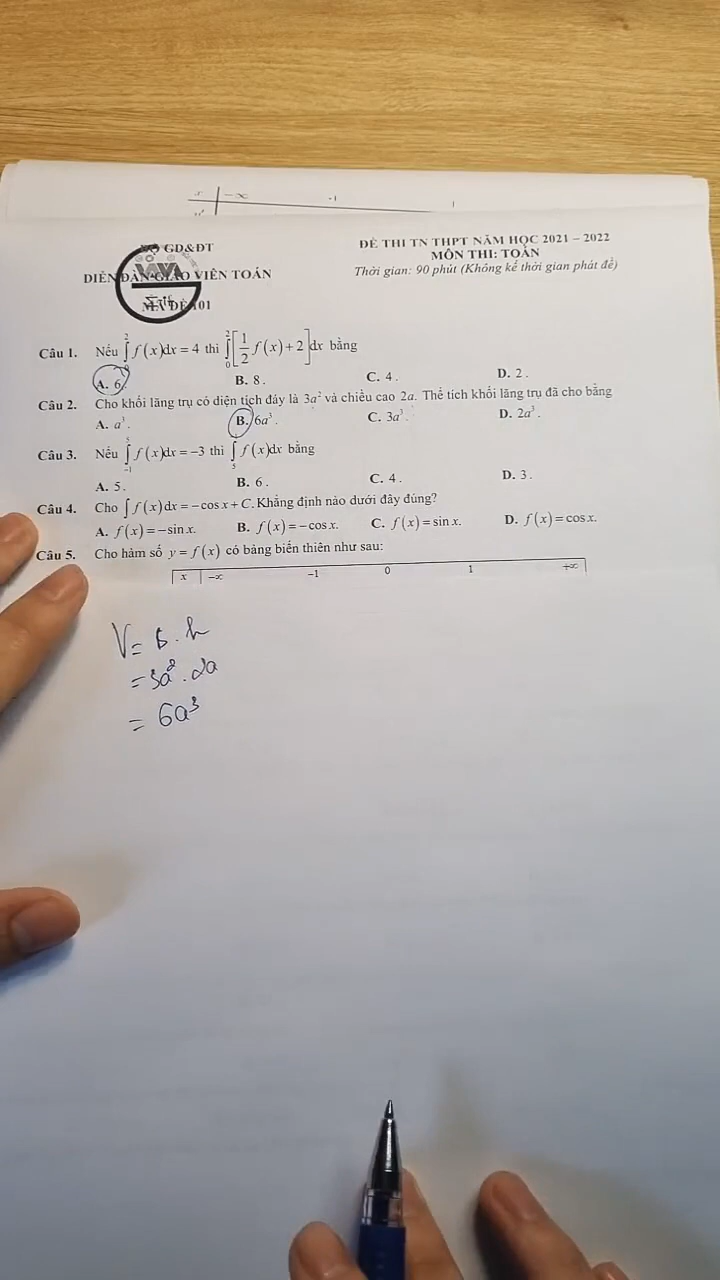 x −∞ -1 1
BỘ GD&ĐT
DIỄN ĐÀN GIÁO VIÊN TOÁN
MÃ ĐỀ 101
ĐỀ THI TN THPT NĂM HỌC 2021 – 2022
MÔN THI: TOÁN
Thời gian: 90 phút (Không kể thời gian phát đề)
Câu 1. Nếu ∫₀² f(x)dx = 4 thì ∫₀² [1/2 f(x) + 2]dx bằng
A. 6. B. 8. C. 4. D. 2.
Câu 2. Cho khối lăng trụ có diện tích đáy là 3a² và chiều cao 2a. Thể tích khối lăng trụ đã cho bằng
A. a³. B. 6a³. C. 3a³. D. 2a³.
Câu 3. Nếu ∫₋₁⁵ f(x)dx = −3 thì ∫₅⁻¹ f(x)dx bằng
A. 5. B. 6. C. 4. D. 3.
Câu 4. Cho ∫ f(x)dx = −cos x + C. Khẳng định nào dưới đây đúng?
A. f(x) = −sin x. B. f(x) = −cos x. C. f(x) = sin x. D. f(x) = cos x.
Câu 5. Cho hàm số y = f(x) có bảng biến thiên như sau:
x −∞ −1 0 1 +∞
V = B . h
= 3a² . 2a
= 6a³